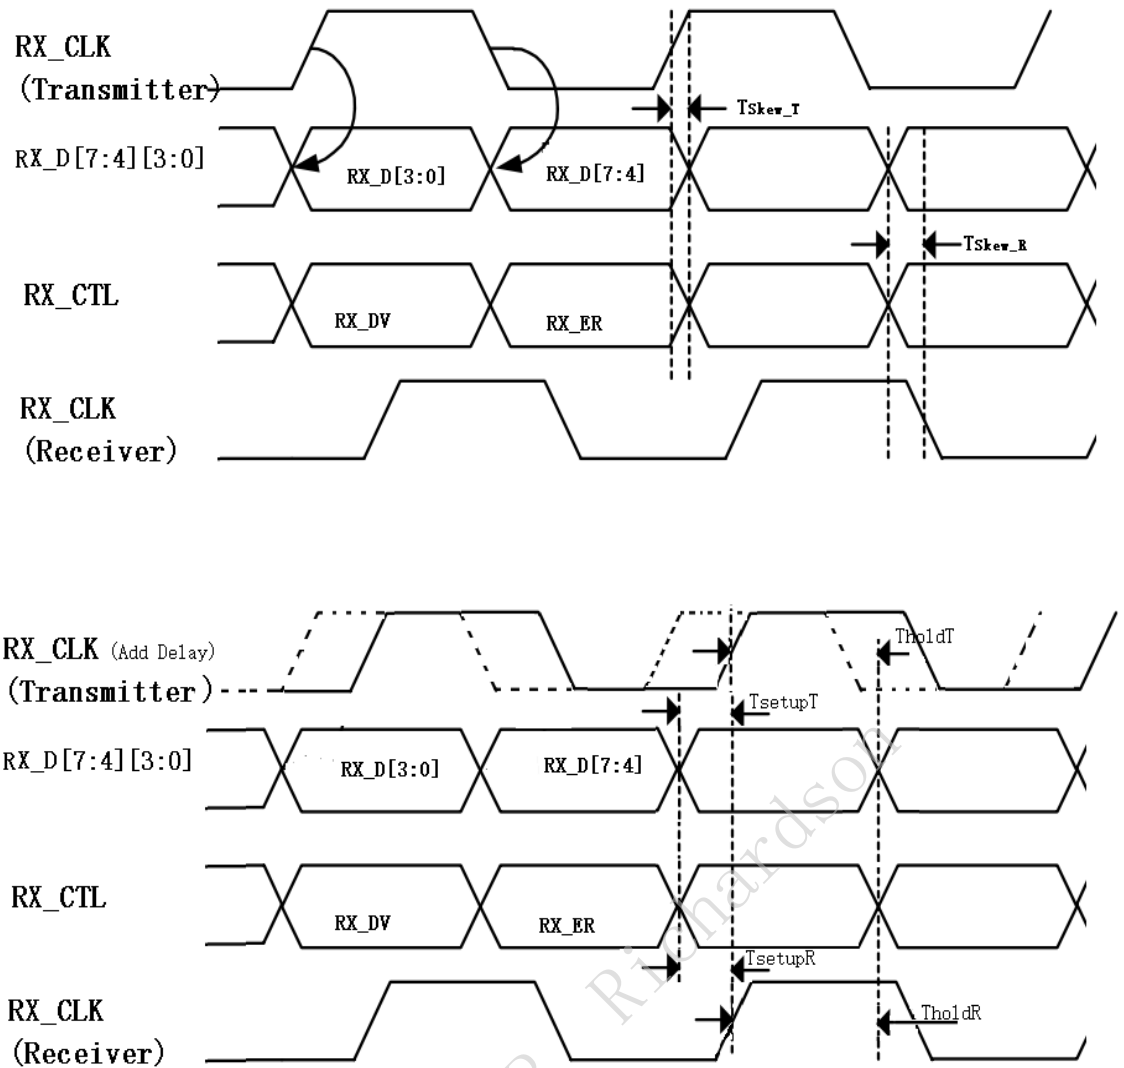 RX_CLK
(Transmitter)
Tskew_T
RX_D[7:4][3:0]
RX_D[3:0]
RX_D[7:4]
Tskew_R
RX_CTL
RX_DV
RX_ER
RX_CLK
(Receiver)
RX_CLK (Add Delay)
(Transmitter)
TholdT
TsetupT
RX_D[7:4][3:0]
RX_D[3:0]
RX_D[7:4]
RX_CTL
RX_DV
RX_ER
TsetupR
RX_CLK
(Receiver)
TholdR
Richardson